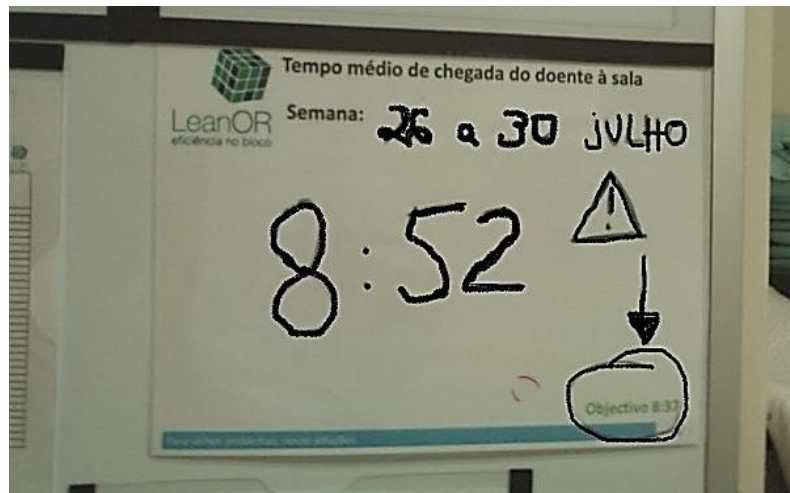 Tempo médio de chegada do doente à sala
LeanOR
eficiência no bloco
Semana: 26 a 30 JULHO
8:52
!
Objectivo 8:37